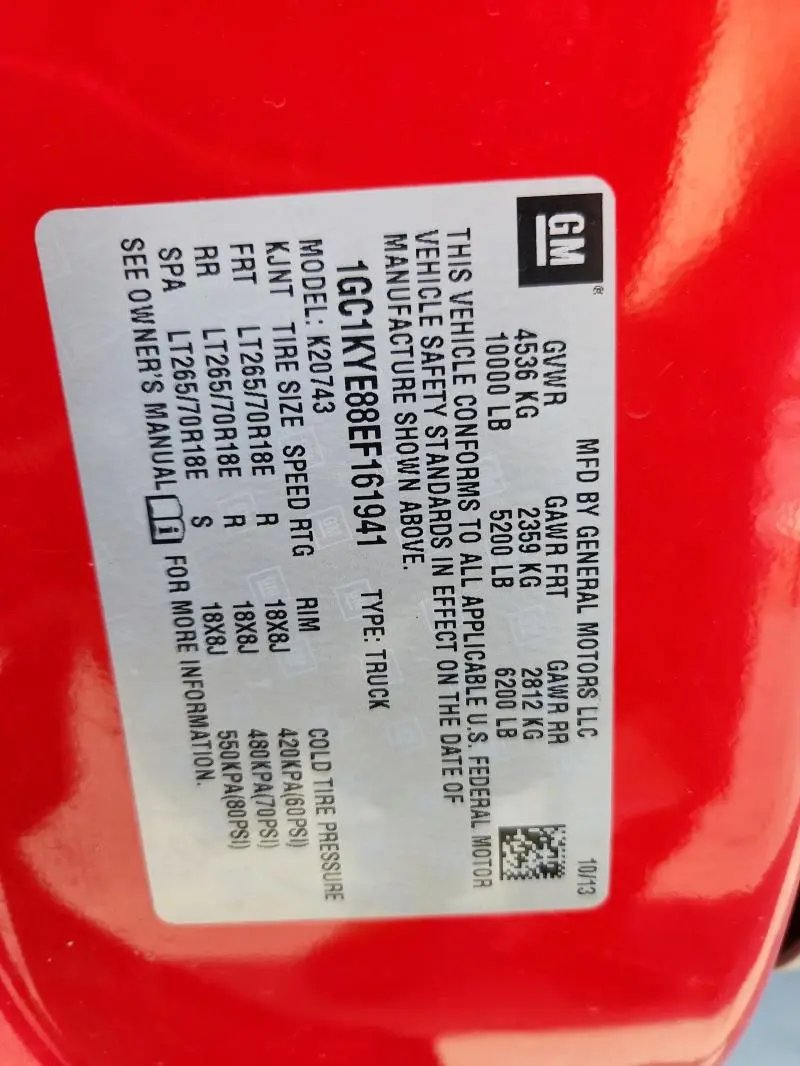 GM®
MFD BY GENERAL MOTORS LLC 10/13
GVWR GAWR FRT GAWR RR
4536 KG 2359 KG 2812 KG
10000 LB 5200 LB 6200 LB
THIS VEHICLE CONFORMS TO ALL APPLICABLE U.S. FEDERAL MOTOR
VEHICLE SAFETY STANDARDS IN EFFECT ON THE DATE OF
MANUFACTURE SHOWN ABOVE.
1GC1KYE88EF161941 TYPE: TRUCK
MODEL: K20743
KJNT TIRE SIZE SPEED RTG RIM COLD TIRE PRESSURE
FRT LT265/70R18E R 18X8J 420KPA(60PSI)
RR LT265/70R18E R 18X8J 480KPA(70PSI)
SPA LT265/70R18E S 18X8J 550KPA(80PSI)
SEE OWNER'S MANUAL i FOR MORE INFORMATION.